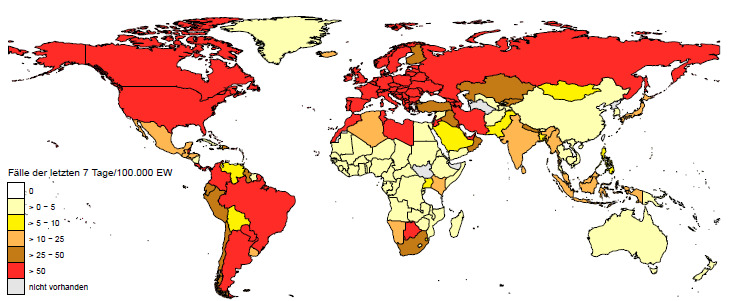 Fälle der letzten 7 Tage/100.000 EW
0
> 0 - 5
> 5 - 10
> 10 - 25
> 25 - 50
> 50
nicht vorhanden